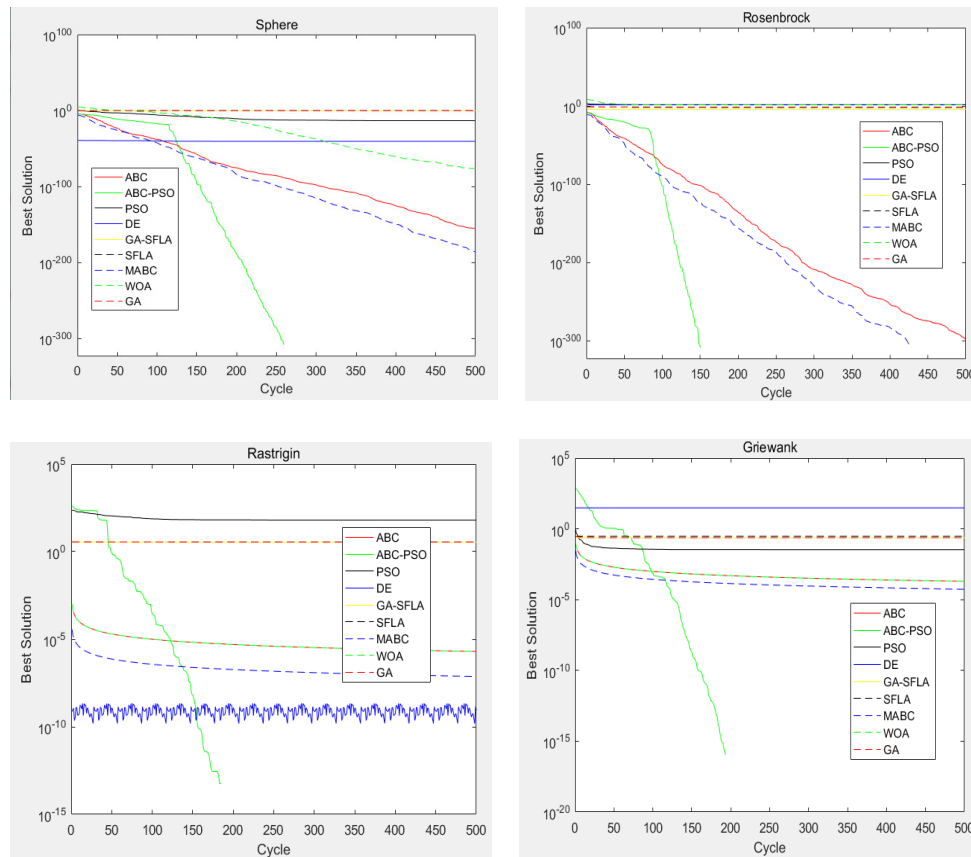 Sphere
10^100
10^0
10^-100
10^-200
10^-300
Best Solution
ABC
ABC-PSO
PSO
DE
GA-SFLA
SFLA
MABC
WOA
GA
0 50 100 150 200 250 300 350 400 450 500
Cycle
Rosenbrock
10^100
10^0
10^-100
10^-200
10^-300
Best Solution
ABC
ABC-PSO
PSO
DE
GA-SFLA
SFLA
MABC
WOA
GA
0 50 100 150 200 250 300 350 400 450 500
Cycle
Rastrigin
10^5
10^0
10^-5
10^-10
10^-15
Best Solution
ABC
ABC-PSO
PSO
DE
GA-SFLA
SFLA
MABC
WOA
GA
0 50 100 150 200 250 300 350 400 450 500
Cycle
Griewank
10^5
10^0
10^-5
10^-10
10^-15
10^-20
Best Solution
ABC
ABC-PSO
PSO
DE
GA-SFLA
SFLA
MABC
WOA
GA
0 50 100 150 200 250 300 350 400 450 500
Cycle